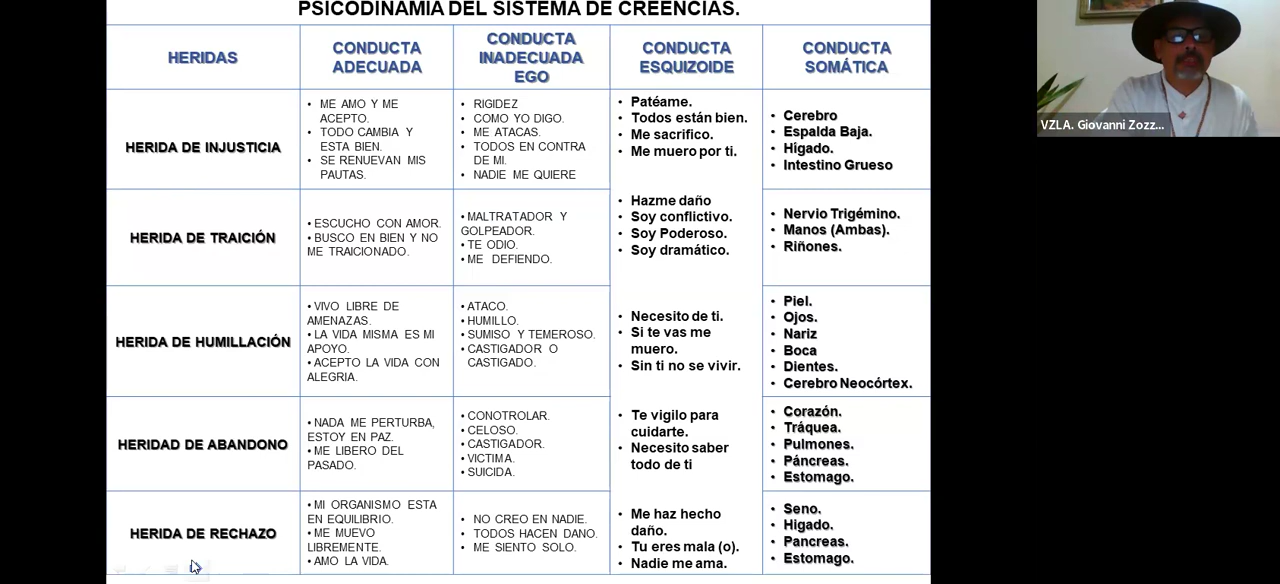 PSICODINAMIA DEL SISTEMA DE CREENCIAS.
HERIDAS
CONDUCTA
ADECUADA
CONDUCTA
INADECUADA
EGO
CONDUCTA
ESQUIZOIDE
CONDUCTA
SOMÁTICA
HERIDA DE INJUSTICIA
• ME AMO Y ME
ACEPTO.
• TODO CAMBIA Y
ESTA BIEN.
• SE RENUEVAN MIS
PAUTAS.
• RIGIDEZ
• COMO YO DIGO.
• ME ATACAS.
• TODOS EN CONTRA
DE MI.
• NADIE ME QUIERE
• Patéame.
• Todos están bien.
• Me sacrifico.
• Me muero por ti.
• Cerebro
• Espalda Baja.
• Hígado.
• Intestino Grueso
HERIDA DE TRAICIÓN
• ESCUCHO CON AMOR.
• BUSCO EN BIEN Y NO
ME TRAICIONADO.
• MALTRATADOR Y
GOLPEADOR.
• TE ODIO.
• ME DEFIENDO.
• Hazme daño
• Soy conflictivo.
• Soy Poderoso.
• Soy dramático.
• Nervio Trigémino.
• Manos (Ambas).
• Riñones.
HERIDA DE HUMILLACIÓN
• VIVO LIBRE DE
AMENAZAS.
• LA VIDA MISMA ES MI
APOYO.
• ACEPTO LA VIDA CON
ALEGRIA.
• ATACO.
• HUMILLO.
• SUMISO Y TEMEROSO.
• CASTIGADOR O
CASTIGADO.
• Necesito de ti.
• Si te vas me
muero.
• Sin ti no se vivir.
• Piel.
• Ojos.
• Nariz
• Boca
• Dientes.
• Cerebro Neocórtex.
HERIDAD DE ABANDONO
• NADA ME PERTURBA,
ESTOY EN PAZ.
• ME LIBERO DEL
PASADO.
• CONOTROLAR.
• CELOSO.
• CASTIGADOR.
• VICTIMA.
• SUICIDA.
• Te vigilo para
cuidarte.
• Necesito saber
todo de ti
• Corazón.
• Tráquea.
• Pulmones.
• Páncreas.
• Estomago.
HERIDA DE RECHAZO
• MI ORGANISMO ESTA
EN EQUILIBRIO.
• ME MUEVO
LIBREMENTE.
• AMO LA VIDA.
• NO CREO EN NADIE.
• TODOS HACEN DANO.
• ME SIENTO SOLO.
• Me haz hecho
daño.
• Tu eres mala (o).
• Nadie me ama.
• Seno.
• Higado.
• Pancreas.
• Estomago.
VZLA. Giovanni Zozz...